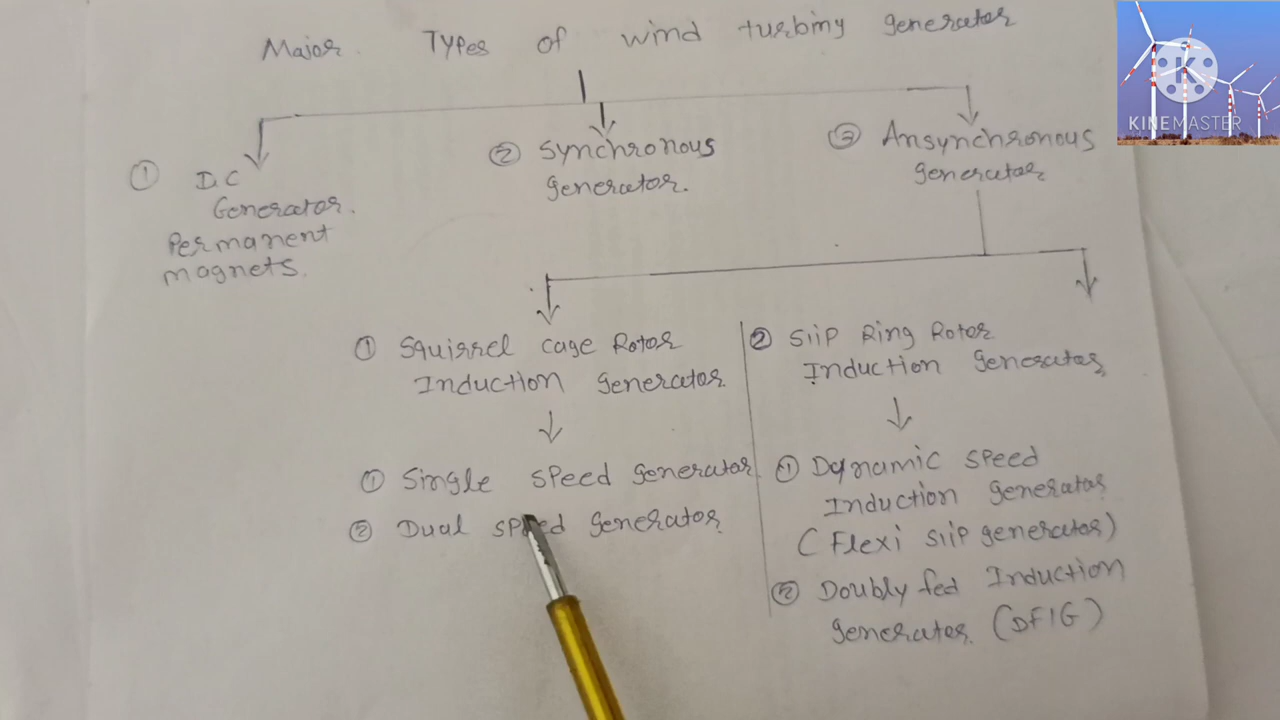 Major Types of wind turbiny generator
① D.C
Generator.
Permanent
magnets.
② Synchronous
generator.
③ Ansynchronous
generator
① Squirrel cage Rotor
Induction generator
① Single speed generator
② Dual speed generator
② Slip Ring Rotor
Induction generator
① Dynamic speed
Induction generator
(Flexi slip generator)
② Doubly fed Induction
generator (DFIG)
K
KINEMASTER